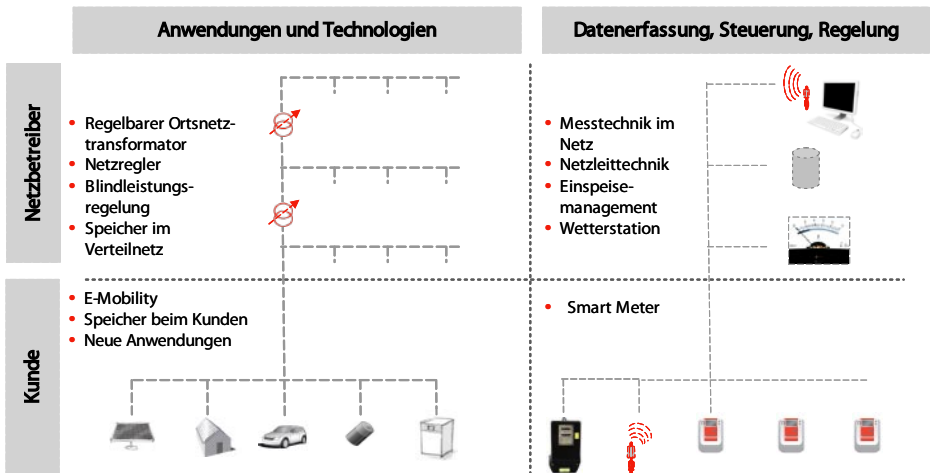 Anwendungen und Technologien
Datenerfassung, Steuerung, Regelung
Netzbetreiber
• Regelbarer Ortsnetz-
transformator
• Netzregler
• Blindleistungs-
regelung
• Speicher im
Verteilnetz
• Messtechnik im
Netz
• Netzleittechnik
• Einspeise-
management
• Wetterstation
Kunde
• E-Mobility
• Speicher beim Kunden
• Neue Anwendungen
• Smart Meter